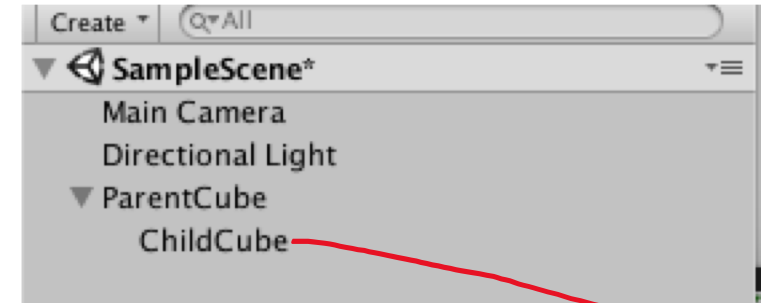 Create All
SampleScene*
Main Camera
Directional Light
ParentCube
ChildCube